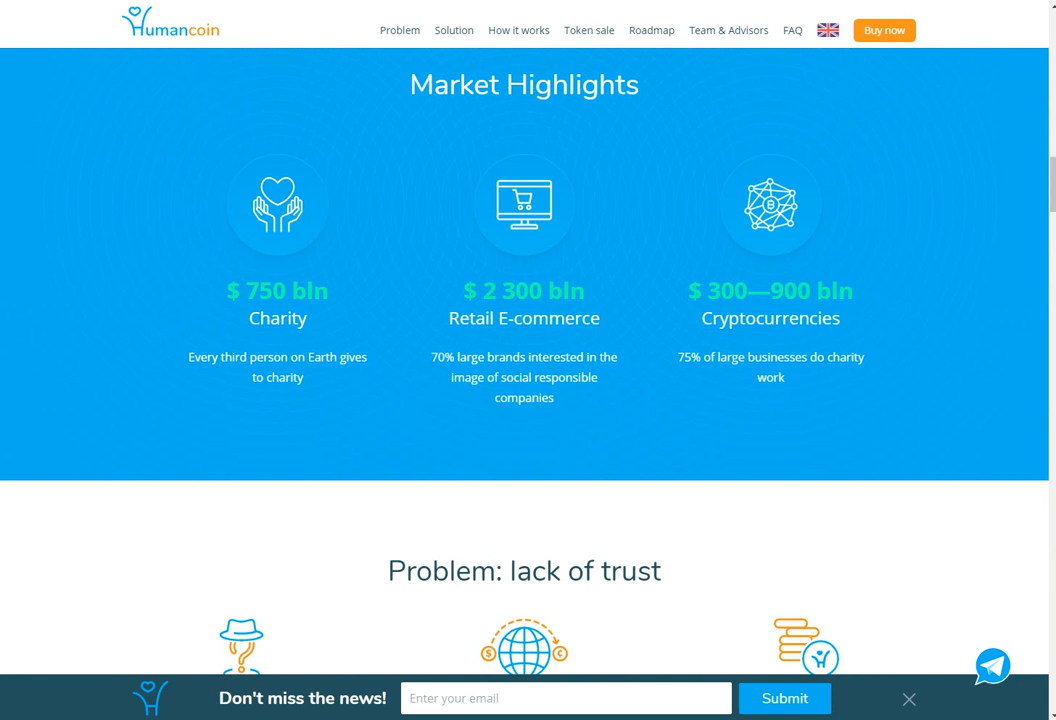 Humancoin
Problem
Solution
How it works
Token sale
Roadmap
Team & Advisors
FAQ
Buy now
Market Highlights
$ 750 bln
Charity
Every third person on Earth gives
to charity
$ 2 300 bln
Retail E-commerce
70% large brands interested in the
image of social responsible
companies
$ 300—900 bln
Cryptocurrencies
75% of large businesses do charity
work
Problem: lack of trust
Don't miss the news!
Enter your email
Submit